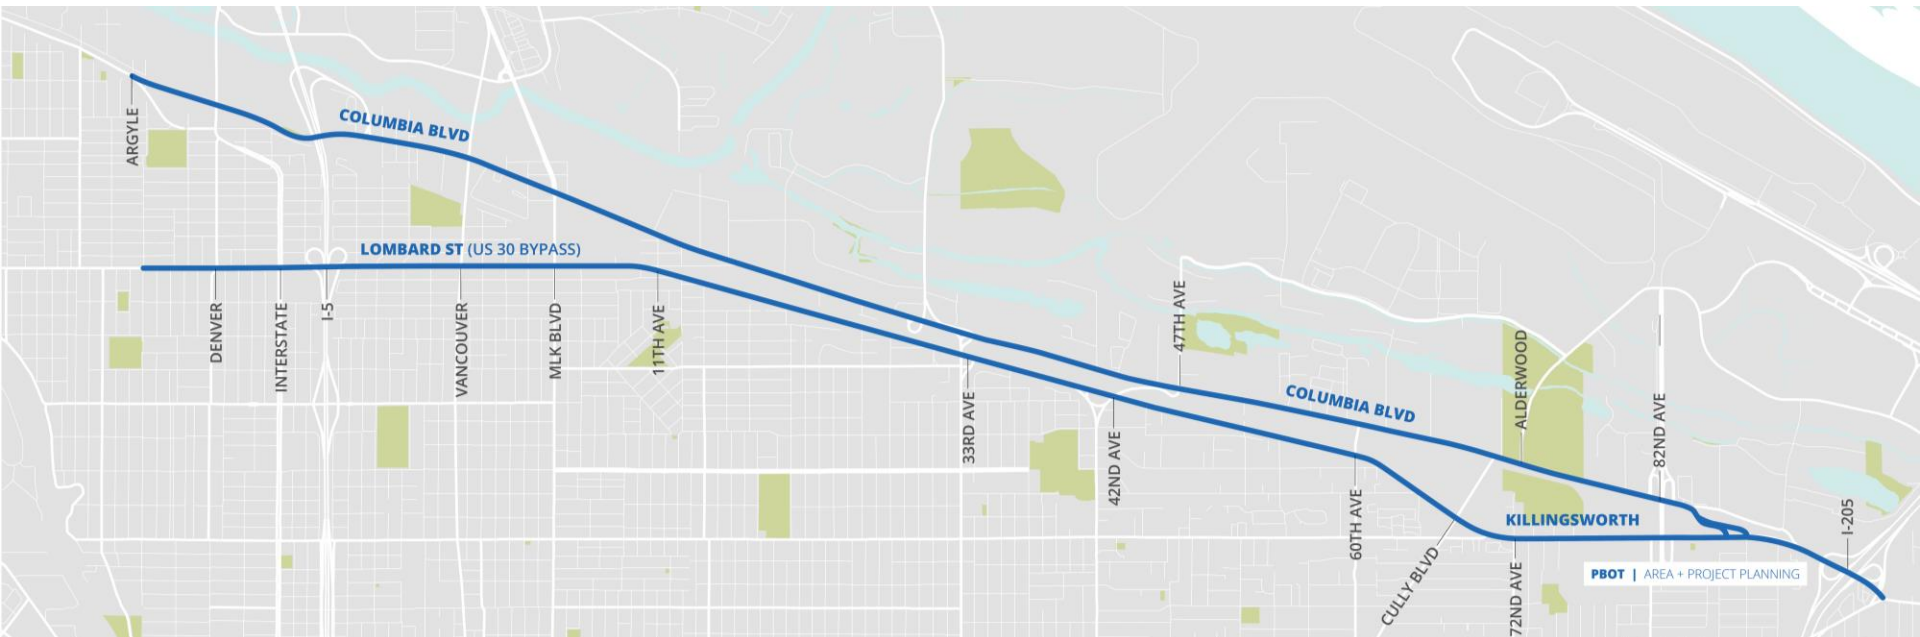 ARGYLE
COLUMBIA BLVD
LOMBARD ST (US 30 BYPASS)
DENVER
INTERSTATE
I-5
VANCOUVER
MLK BLVD
11TH AVE
33RD AVE
42ND AVE
47TH AVE
COLUMBIA BLVD
60TH AVE
CULLY BLVD
ALDERWOOD
72ND AVE
82ND AVE
KILLINGSWORTH
I-205
PBOT | AREA + PROJECT PLANNING